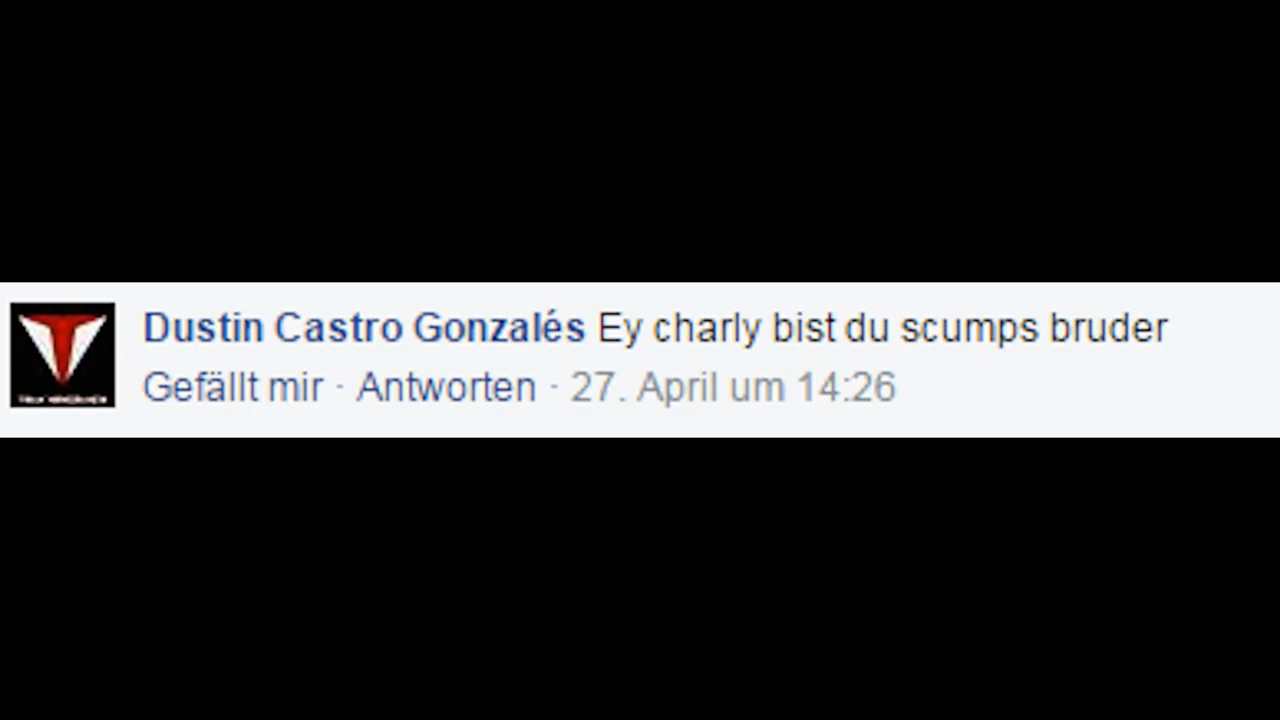 Dustin Castro Gonzalés Ey charly bist du scumps bruder
Gefällt mir · Antworten · 27. April um 14:26